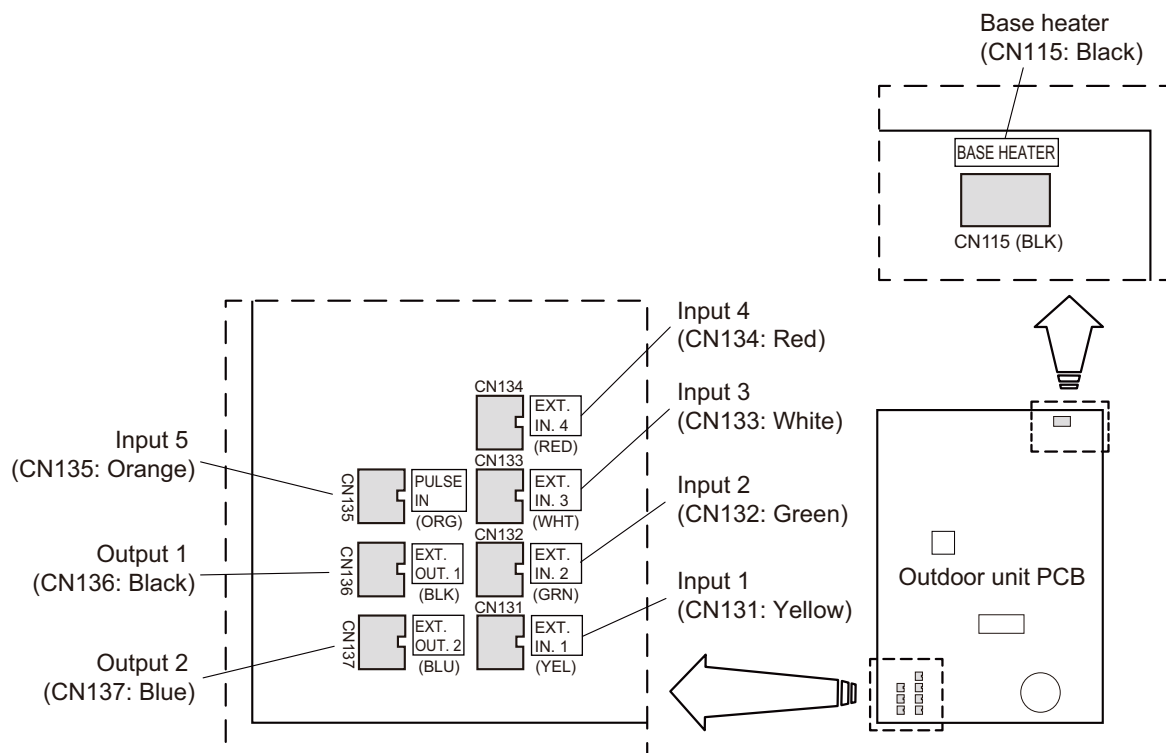 Base heater
(CN115: Black)
BASE HEATER
CN115 (BLK)
Input 4
(CN134: Red)
Input 3
(CN133: White)
Input 2
(CN132: Green)
Input 1
(CN131: Yellow)
Input 5
(CN135: Orange)
Output 1
(CN136: Black)
Output 2
(CN137: Blue)
CN134
EXT.
IN. 4
(RED)
CN133
EXT.
IN. 3
(WHT)
CN132
EXT.
IN. 2
(GRN)
CN131
EXT.
IN. 1
(YEL)
CN135
PULSE
IN
(ORG)
CN136
EXT.
OUT. 1
(BLK)
CN137
EXT.
OUT. 2
(BLU)
Outdoor unit PCB